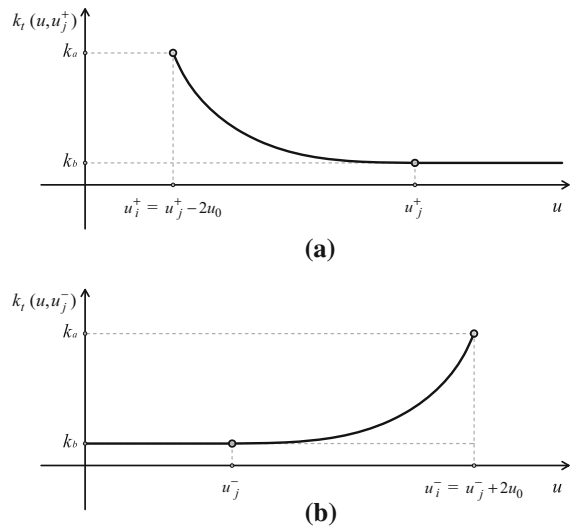 k_t (u,u_j^+)
k_a
k_b
u_i^+ = u_j^+ − 2u_0
u_j^+
u
(a)
k_t (u,u_j^-)
k_a
k_b
u_j^-
u_i^- = u_j^- + 2u_0
u
(b)